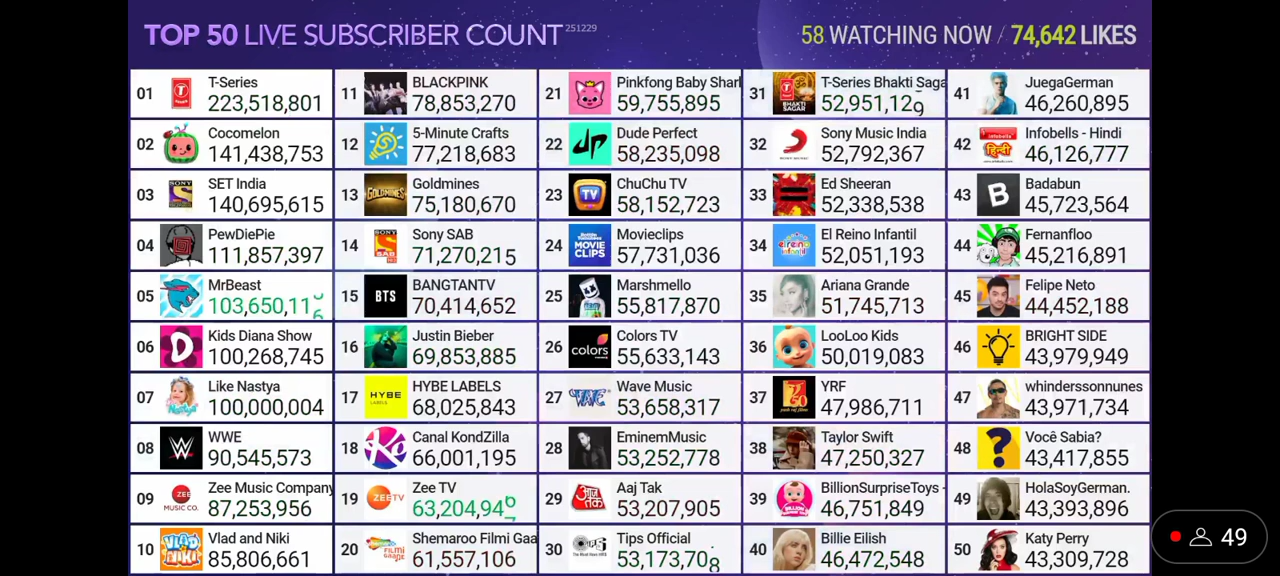 TOP 50 LIVE SUBSCRIBER COUNT 251229
58 WATCHING NOW / 74,642 LIKES
01 T-Series
223,518,801
02 Cocomelon
141,438,753
03 SET India
140,695,615
04 PewDiePie
111,857,397
05 MrBeast
103,650,11
06 Kids Diana Show
100,268,745
07 Like Nastya
100,000,004
08 WWE
90,545,573
09 Zee Music Company
87,253,956
10 Vlad and Niki
85,806,661
11 BLACKPINK
78,853,270
12 5-Minute Crafts
77,218,683
13 Goldmines
75,180,670
14 Sony SAB
71,270,215
15 BANGTANTV
70,414,652
16 Justin Bieber
69,853,885
17 HYBE LABELS
68,025,843
18 Canal KondZilla
66,001,195
19 Zee TV
63,204,94
20 Shemaroo Filmi Gaa
61,557,106
21 Pinkfong Baby Shar
59,755,895
22 Dude Perfect
58,235,098
23 ChuChu TV
58,152,723
24 Movieclips
57,731,036
25 Marshmello
55,817,870
26 Colors TV
55,633,143
27 Wave Music
53,658,317
28 EminemMusic
53,252,778
29 Aaj Tak
53,207,905
30 Tips Official
53,173,708
31 T-Series Bhakti Saga
52,951,129
32 Sony Music India
52,792,367
33 Ed Sheeran
52,338,538
34 El Reino Infantil
52,051,193
35 Ariana Grande
51,745,713
36 LooLoo Kids
50,019,083
37 YRF
47,986,711
38 Taylor Swift
47,250,327
39 BillionSurpriseToys -
46,751,849
40 Billie Eilish
46,472,548
41 JuegaGerman
46,260,895
42 Infobells - Hindi
46,126,777
43 Badabun
45,723,564
44 Fernanfloo
45,216,891
45 Felipe Neto
44,452,188
46 BRIGHT SIDE
43,979,949
47 whinderssonnunes
43,971,734
48 Você Sabia?
43,417,855
49 HolaSoyGerman.
43,393,896
50 Katy Perry
43,309,728
49